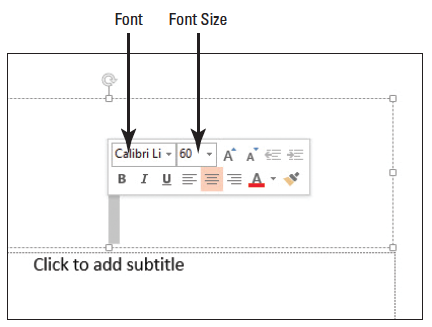 Font Font Size
Calibri Li 60 A A
B I U A
Click to add subtitle